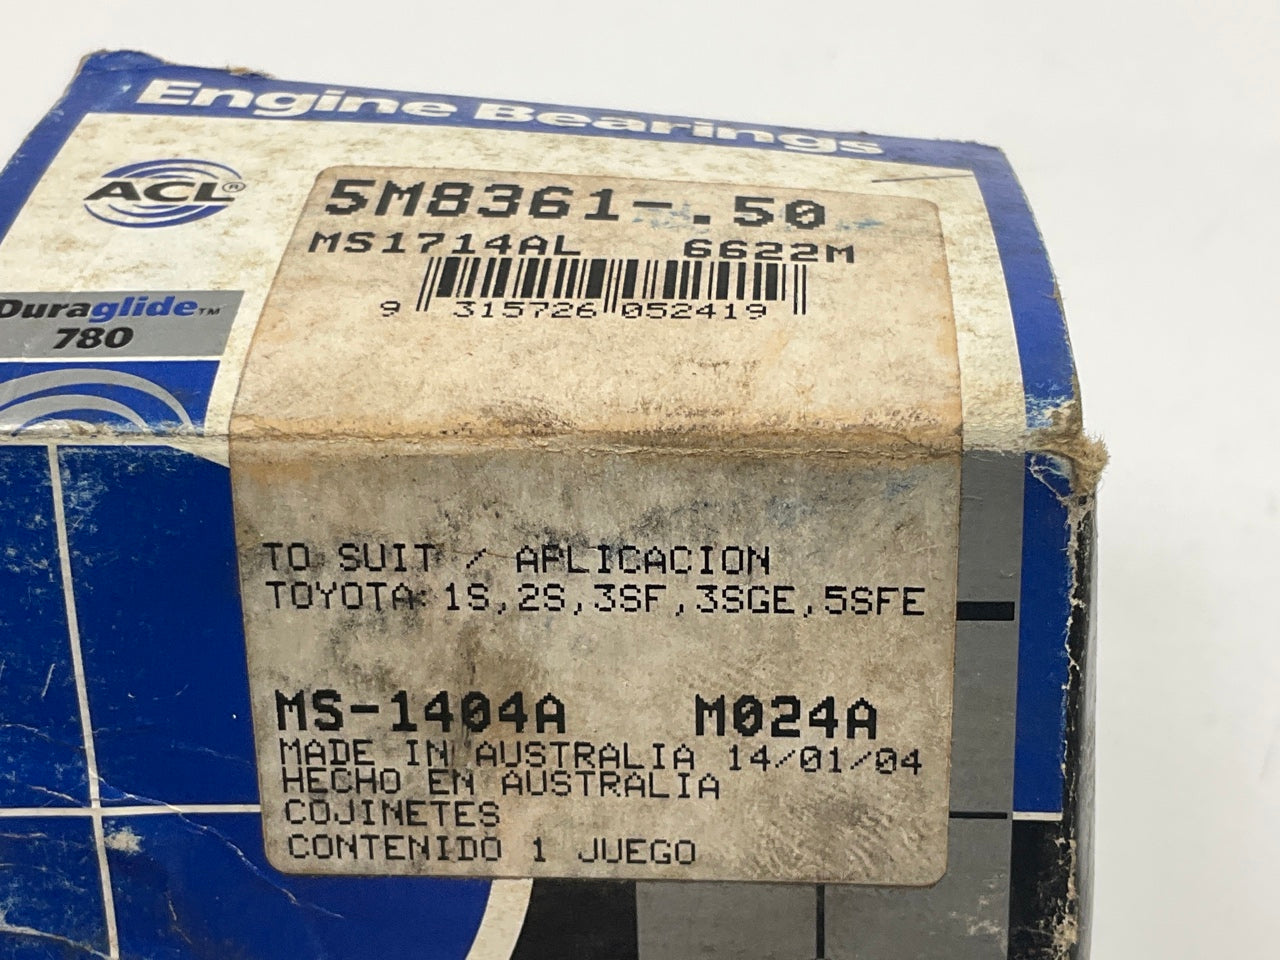 Engine Bearings
ACL®
5M8361-.50
MS1714AL 6622M
9 315726 052419
Duraglide™
780
TO SUIT / APLICACION
TOYOTA: 1S,2S,3SF,3SGE,5SFE
MS-1404A M024A
MADE IN AUSTRALIA 14/01/04
HECHO EN AUSTRALIA
COJINETES
CONTENIDO 1 JUEGO